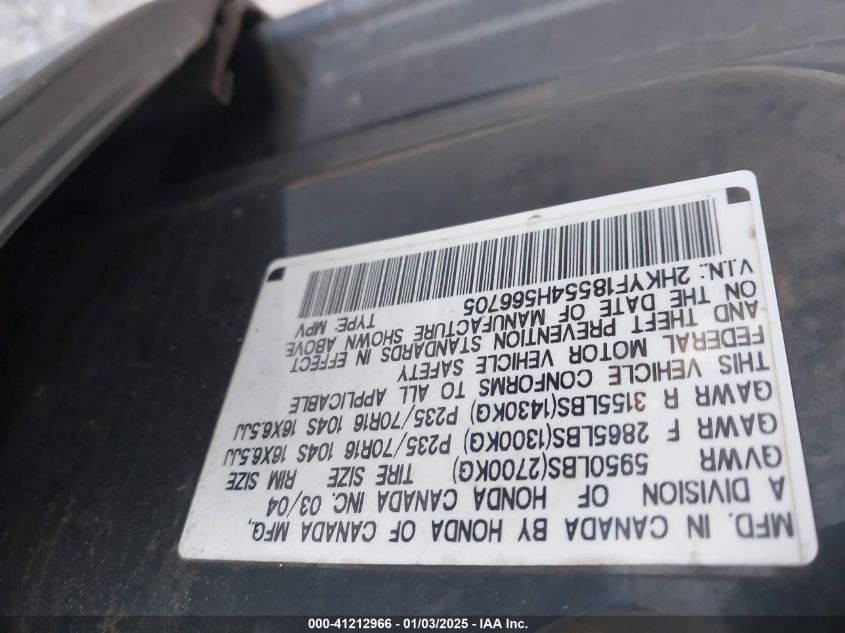 MFD. IN CANADA BY HONDA OF CANADA MFG.,
A DIVISION OF HONDA CANADA INC. 03/04
GVWR 5950LBS(2700KG) TIRE SIZE RIM SIZE
GAWR F 2865LBS(1300KG) P235/70R16 104S 16X6.5JJ
GAWR R 3155LBS(1430KG) P235/70R16 104S 16X6.5JJ
THIS VEHICLE CONFORMS TO ALL APPLICABLE
FEDERAL MOTOR VEHICLE SAFETY
AND THEFT PREVENTION STANDARDS IN EFFECT
ON THE DATE OF MANUFACTURE SHOWN ABOVE
V.I.N.: 2HKYF18554H566705 TYPE: MPV
000-41212966 - 01/03/2025 - IAA Inc.